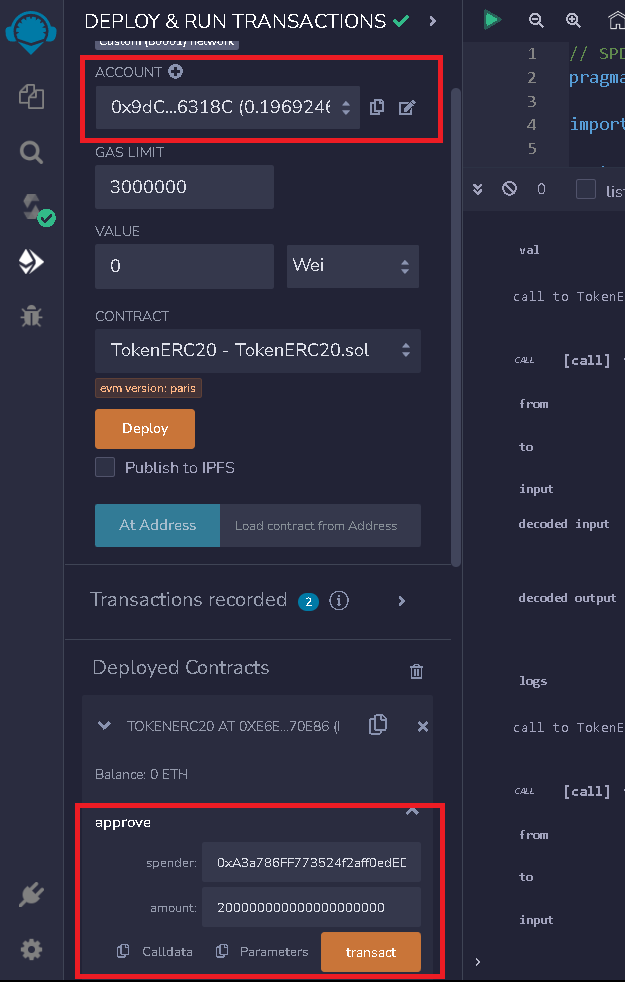 DEPLOY & RUN TRANSACTIONS
Custom (80001) network
ACCOUNT
0x9dC...6318C (0.1969246
GAS LIMIT
3000000
VALUE
0
Wei
CONTRACT
TokenERC20 - TokenERC20.sol
evm version: paris
Deploy
Publish to IPFS
At Address
Load contract from Address
Transactions recorded 2 i
Deployed Contracts
TOKENERC20 AT 0XE6E...70E86 (
Balance: 0 ETH
approve
spender: 0xA3a786FF773524f2aff0edED
amount: 200000000000000000000
Calldata
Parameters
transact
1 // SPD
2 pragma
3
4 import
5
0
list
val
call to TokenE
CALL [call]
from
to
input
decoded input
decoded output
logs
call to TokenE
CALL [call]
from
to
input
>